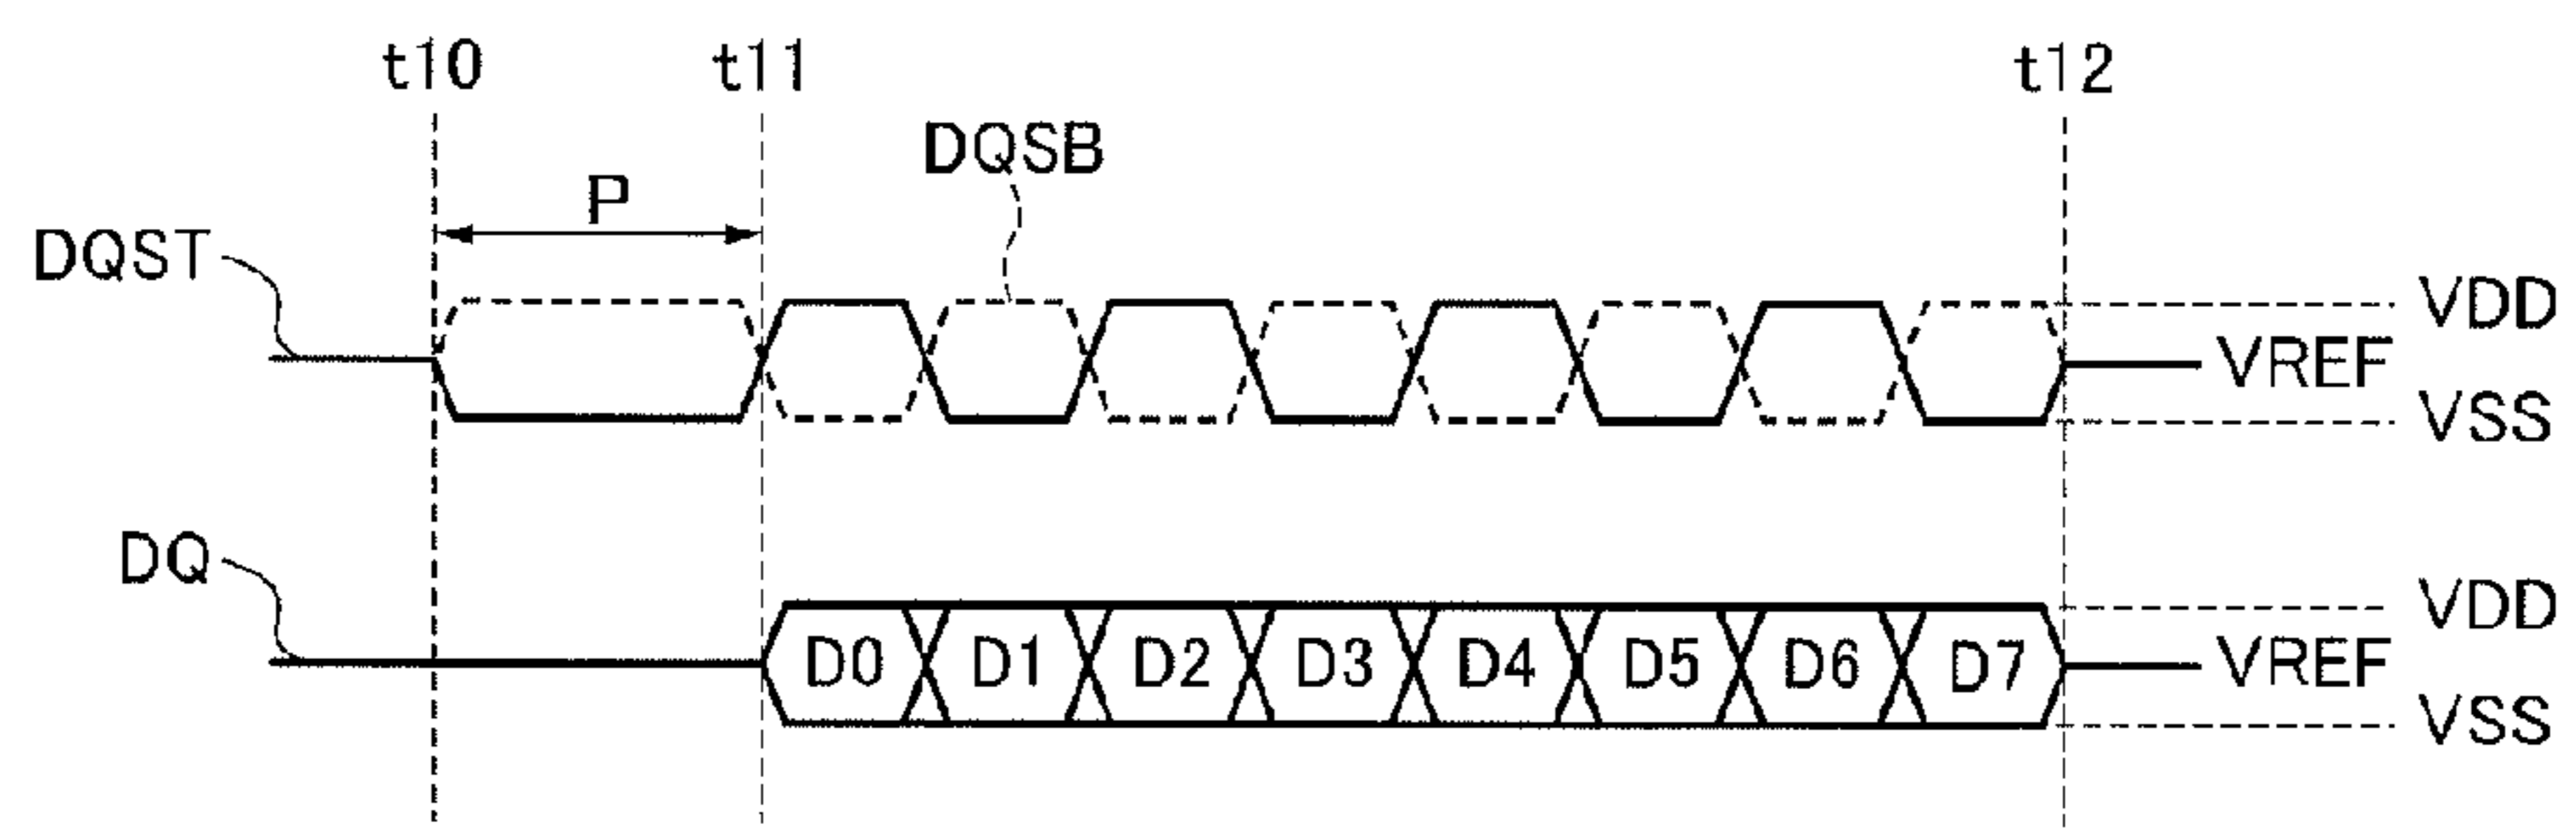 t10 t11 t12
DQSB
P
DQST
VDD
VREF
VSS
DQ
VDD
D0 D1 D2 D3 D4 D5 D6 D7 VREF
VSS